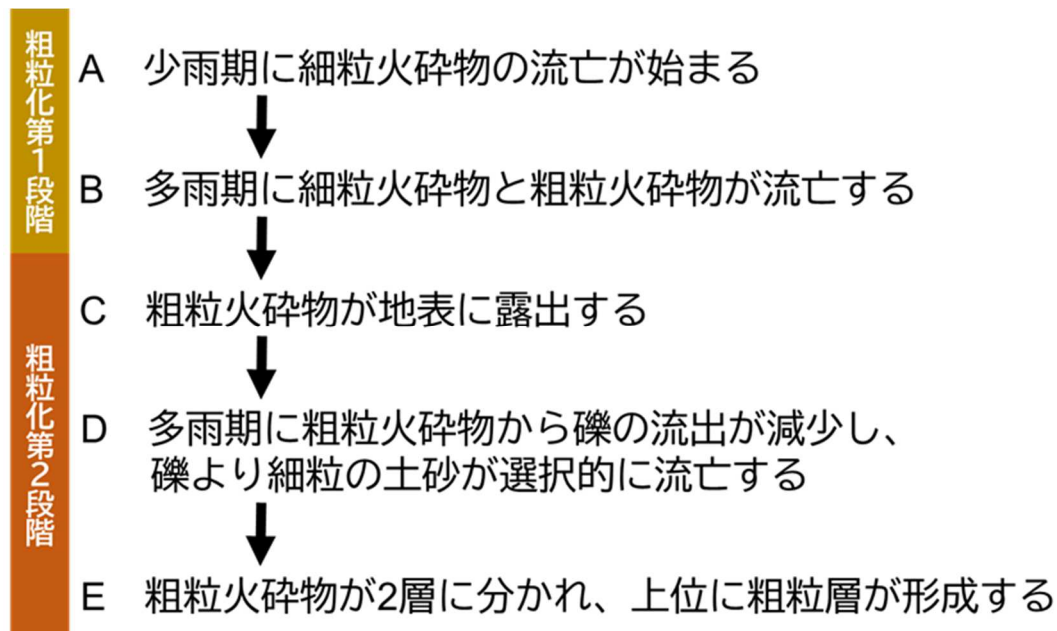 粗粒化第1段階
A 少雨期に細粒火砕物の流亡が始まる
B 多雨期に細粒火砕物と粗粒火砕物が流亡する
粗粒化第2段階
C 粗粒火砕物が地表に露出する
D 多雨期に粗粒火砕物から礫の流出が減少し、
礫より細粒の土砂が選択的に流亡する
E 粗粒火砕物が2層に分かれ、上位に粗粒層が形成する